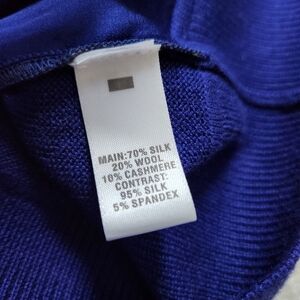 MAIN:70% SILK
20% WOOL
10% CASHMERE
CONTRAST:
95% SILK
5% SPANDEX